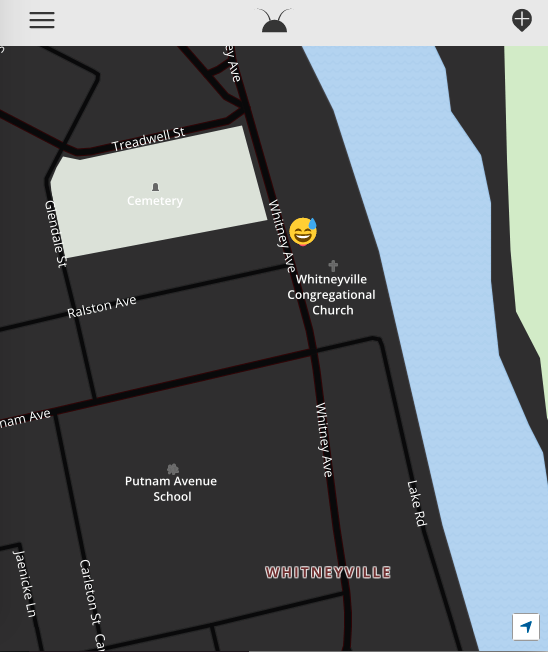 ey Ave
Treadwell St
Cemetery
Glendale St
Whitney Ave
Whitneyville
Congregational
Church
Ralston Ave
nam Ave
Whitney Ave
Putnam Avenue
School
Lake Rd
WHITNEYVILLE
Jaenicke Ln
Carleton St
Ca